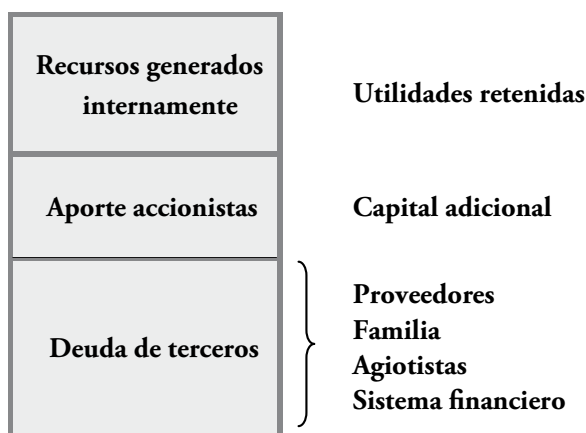 Recursos generados
internamente
Utilidades retenidas
Aporte accionistas
Capital adicional
Deuda de terceros
Proveedores
Familia
Agiotistas
Sistema financiero